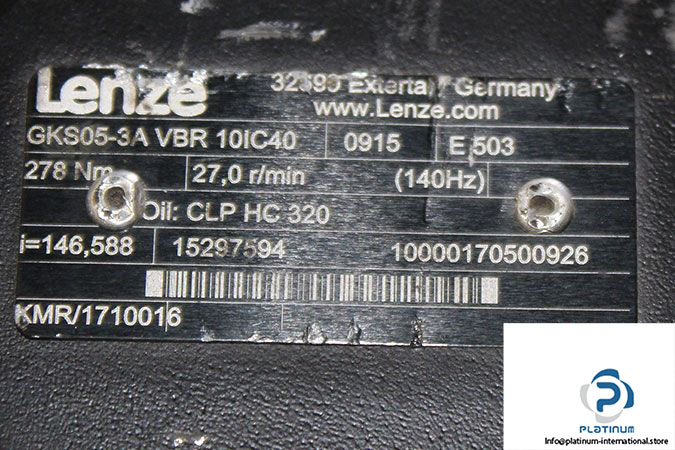 Lenze 32699 Extertal / Germany
www.Lenze.com
GKS05-3A VBR 10IC40 0915 E 503
278 Nm 27,0 r/min (140Hz)
Oil: CLP HC 320
i=146,588 15297594 10000170500926
KMR/1710016
PLATINUM
Info@platinum-international.store